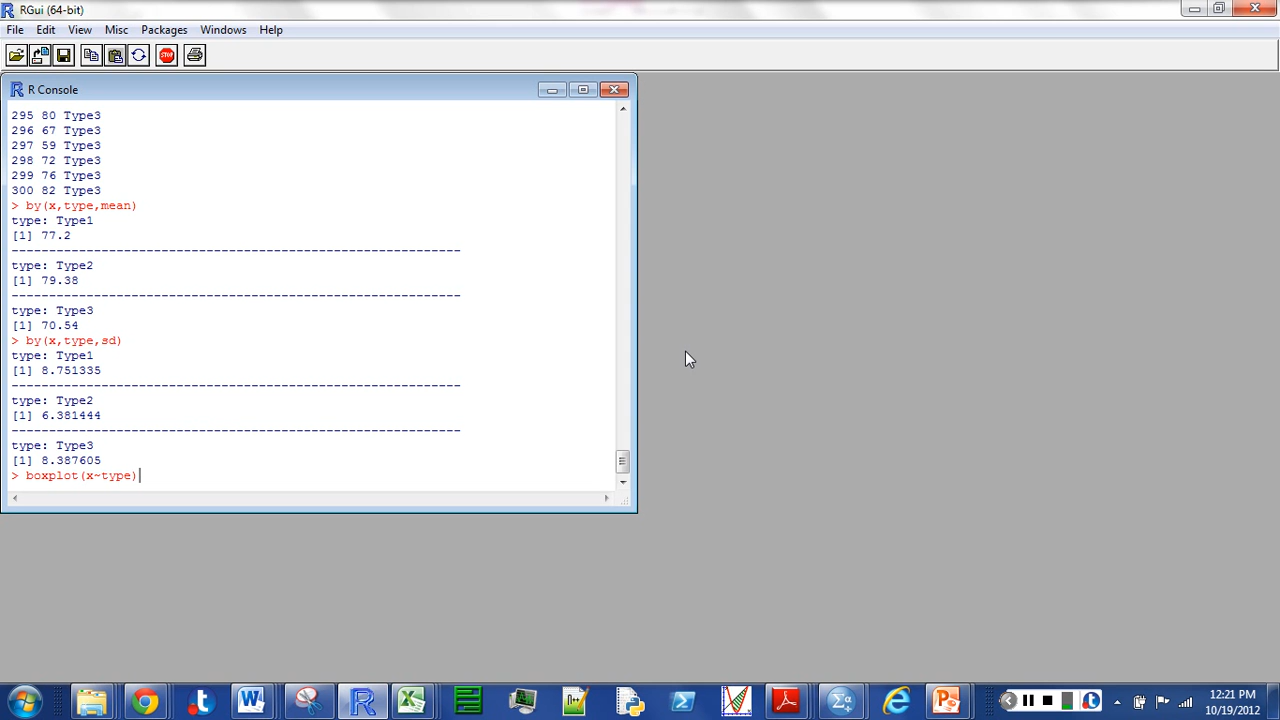 RGui (64-bit)
File Edit View Misc Packages Windows Help
STOP
R Console
295 80 Type3
296 67 Type3
297 59 Type3
298 72 Type3
299 76 Type3
300 82 Type3
> by(x,type,mean)
type: Type1
[1] 77.2
------------------------------------------------------------
type: Type2
[1] 79.38
------------------------------------------------------------
type: Type3
[1] 70.54
> by(x,type,sd)
type: Type1
[1] 8.751335
------------------------------------------------------------
type: Type2
[1] 6.381444
------------------------------------------------------------
type: Type3
[1] 8.387605
> boxplot(x~type)
12:21 PM
10/19/2012